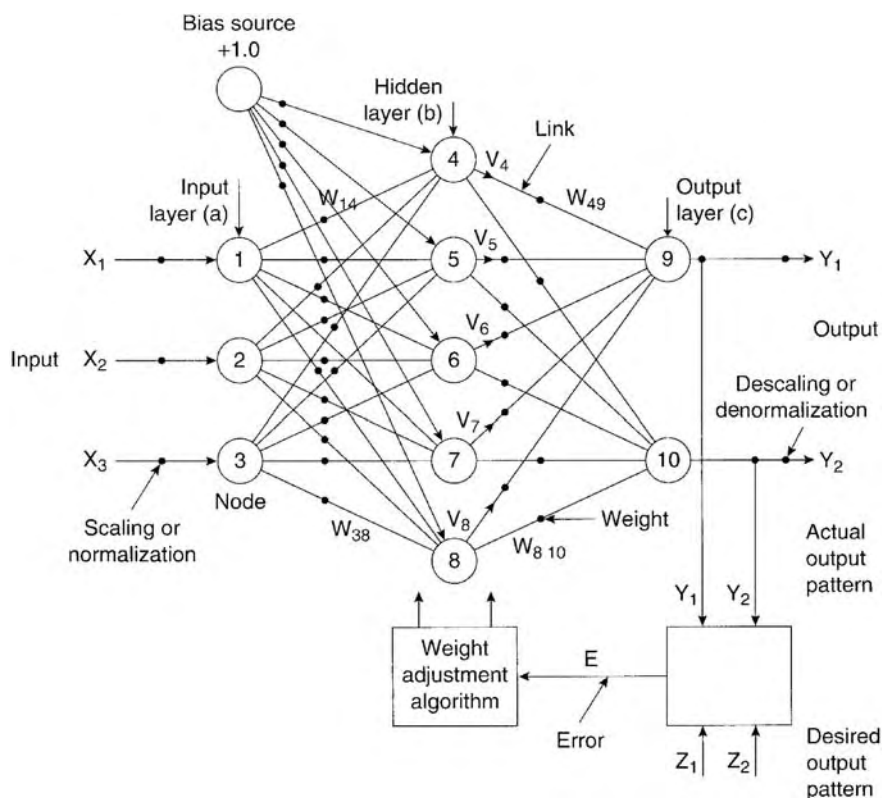 Bias source
+1.0
Hidden
layer (b)
Link
4
V4
W49
Input
layer (a)
W14
Output
layer (c)
X1
1
V5
5
9
Y1
Input
X2
2
V6
6
Output
Descaling or
denormalization
V7
X3
3
7
10
Y2
Node
Scaling or
normalization
W38
V8
8
Weight
W8 10
Actual
output
pattern
Y1
Y2
Weight
adjustment
algorithm
E
Error
Z1
Z2
Desired
output
pattern